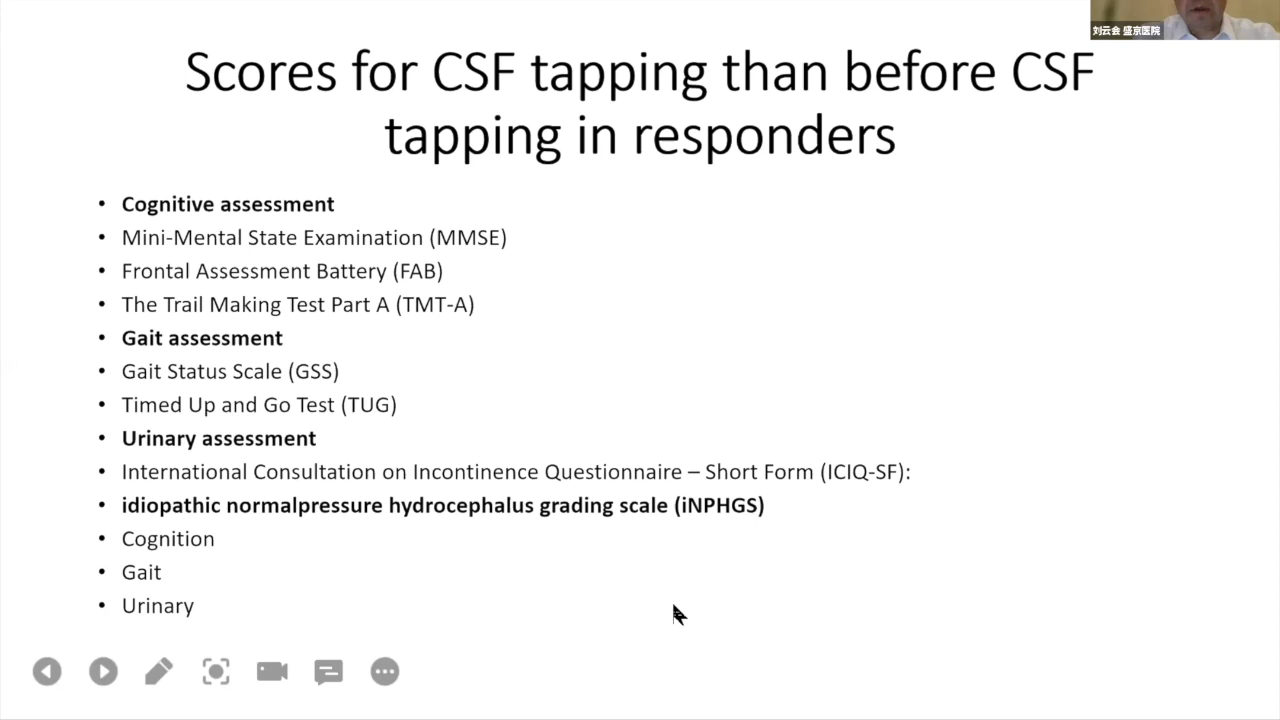 刘云会 盛京医院
Scores for CSF tapping than before CSF
tapping in responders
• Cognitive assessment
• Mini-Mental State Examination (MMSE)
• Frontal Assessment Battery (FAB)
• The Trail Making Test Part A (TMT-A)
• Gait assessment
• Gait Status Scale (GSS)
• Timed Up and Go Test (TUG)
• Urinary assessment
• International Consultation on Incontinence Questionnaire – Short Form (ICIQ-SF):
• idiopathic normalpressure hydrocephalus grading scale (iNPHGS)
• Cognition
• Gait
• Urinary